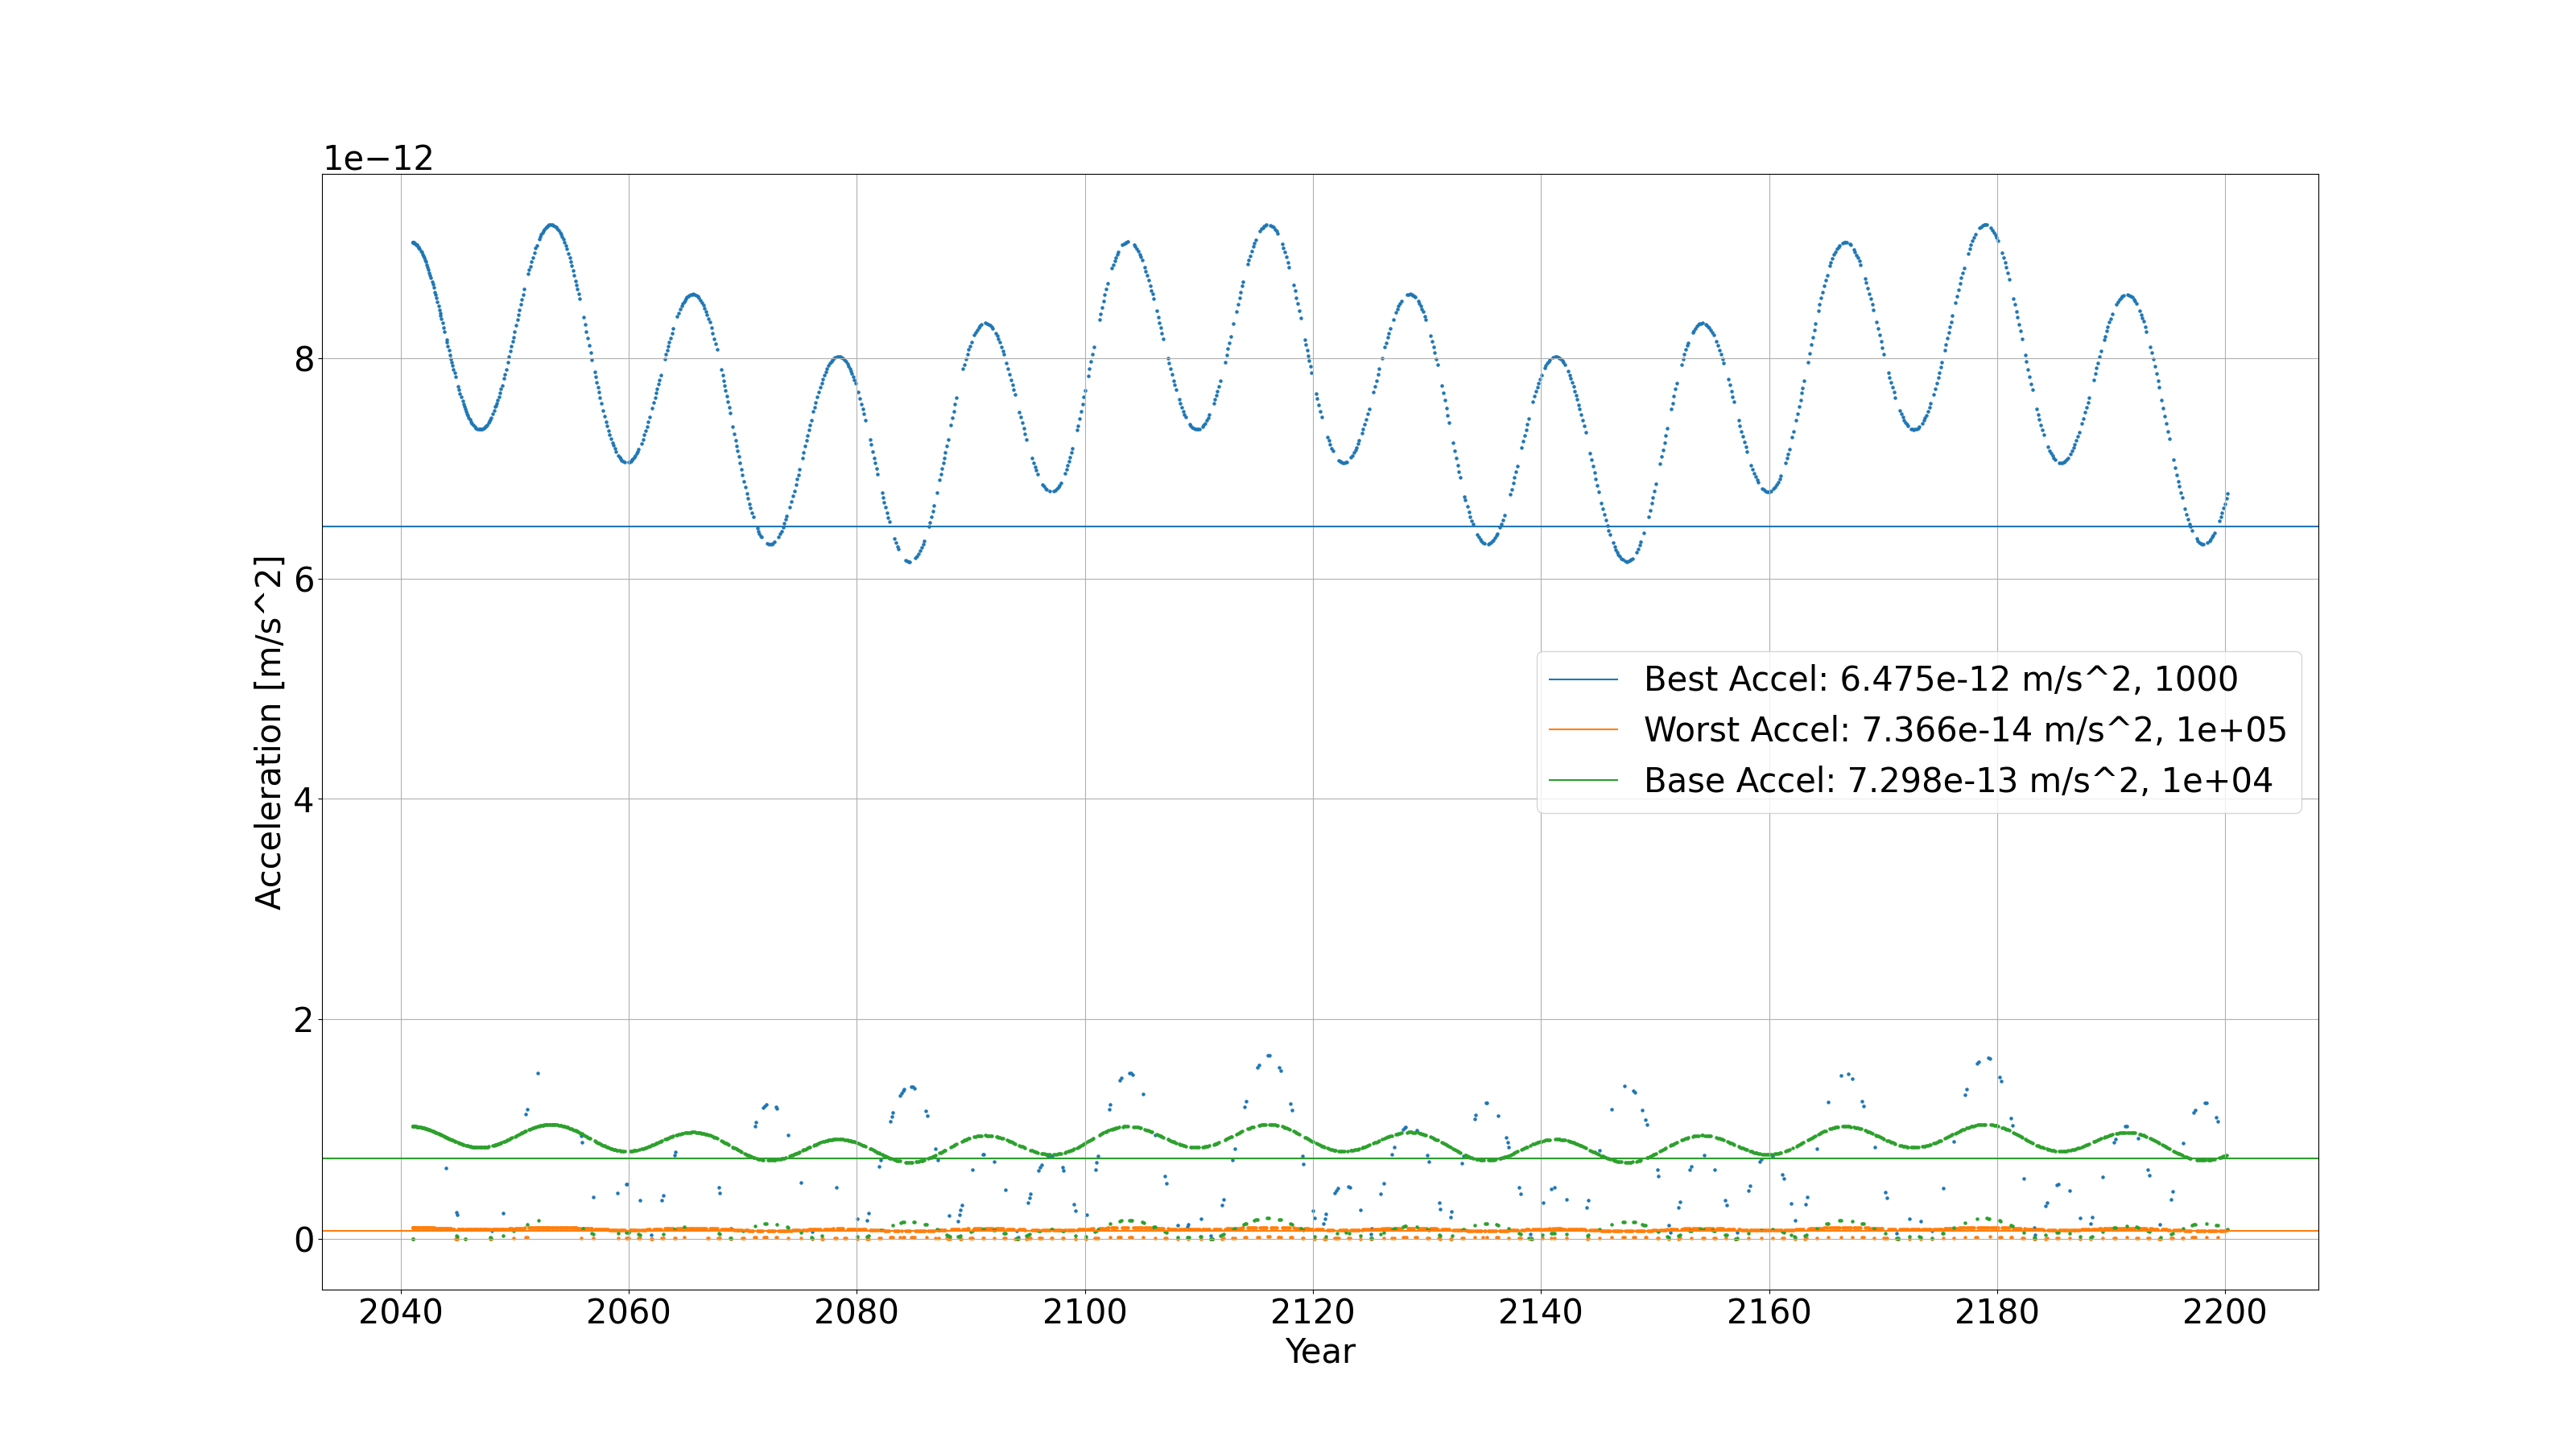 1e−12
8
6
4
2
0
Acceleration [m/s^2]
Best Accel: 6.475e-12 m/s^2, 1000
Worst Accel: 7.366e-14 m/s^2, 1e+05
Base Accel: 7.298e-13 m/s^2, 1e+04
2040 2060 2080 2100 2120 2140 2160 2180 2200
Year